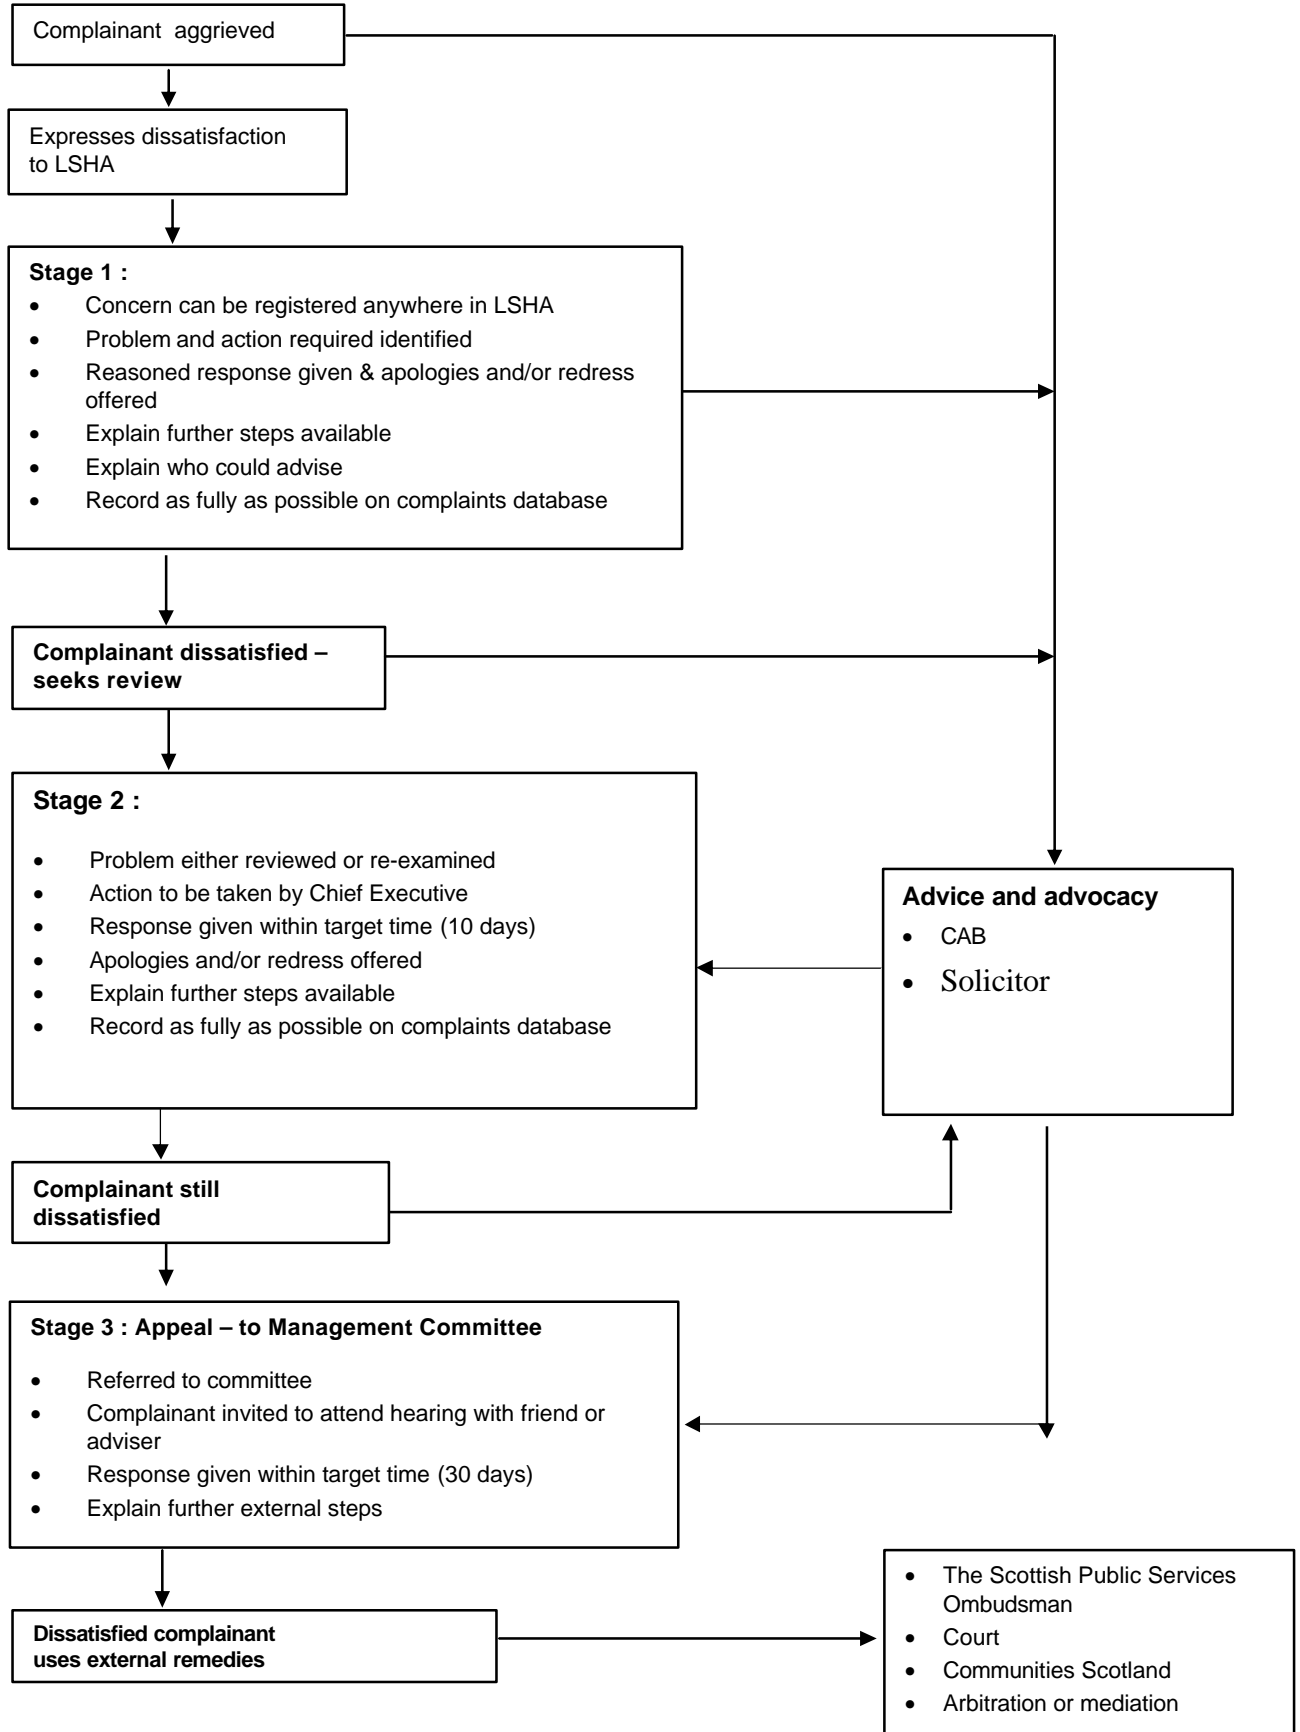 Complainant aggrieved
Expresses dissatisfaction
to LSHA
Stage 1 :
• Concern can be registered anywhere in LSHA
• Problem and action required identified
• Reasoned response given & apologies and/or redress
offered
• Explain further steps available
• Explain who could advise
• Record as fully as possible on complaints database
Complainant dissatisfied –
seeks review
Stage 2 :
• Problem either reviewed or re-examined
• Action to be taken by Chief Executive
• Response given within target time (10 days)
• Apologies and/or redress offered
• Explain further steps available
• Record as fully as possible on complaints database
Advice and advocacy
• CAB
• Solicitor
Complainant still
dissatisfied
Stage 3 : Appeal – to Management Committee
• Referred to committee
• Complainant invited to attend hearing with friend or
adviser
• Response given within target time (30 days)
• Explain further external steps
Dissatisfied complainant
uses external remedies
• The Scottish Public Services
Ombudsman
• Court
• Communities Scotland
• Arbitration or mediation